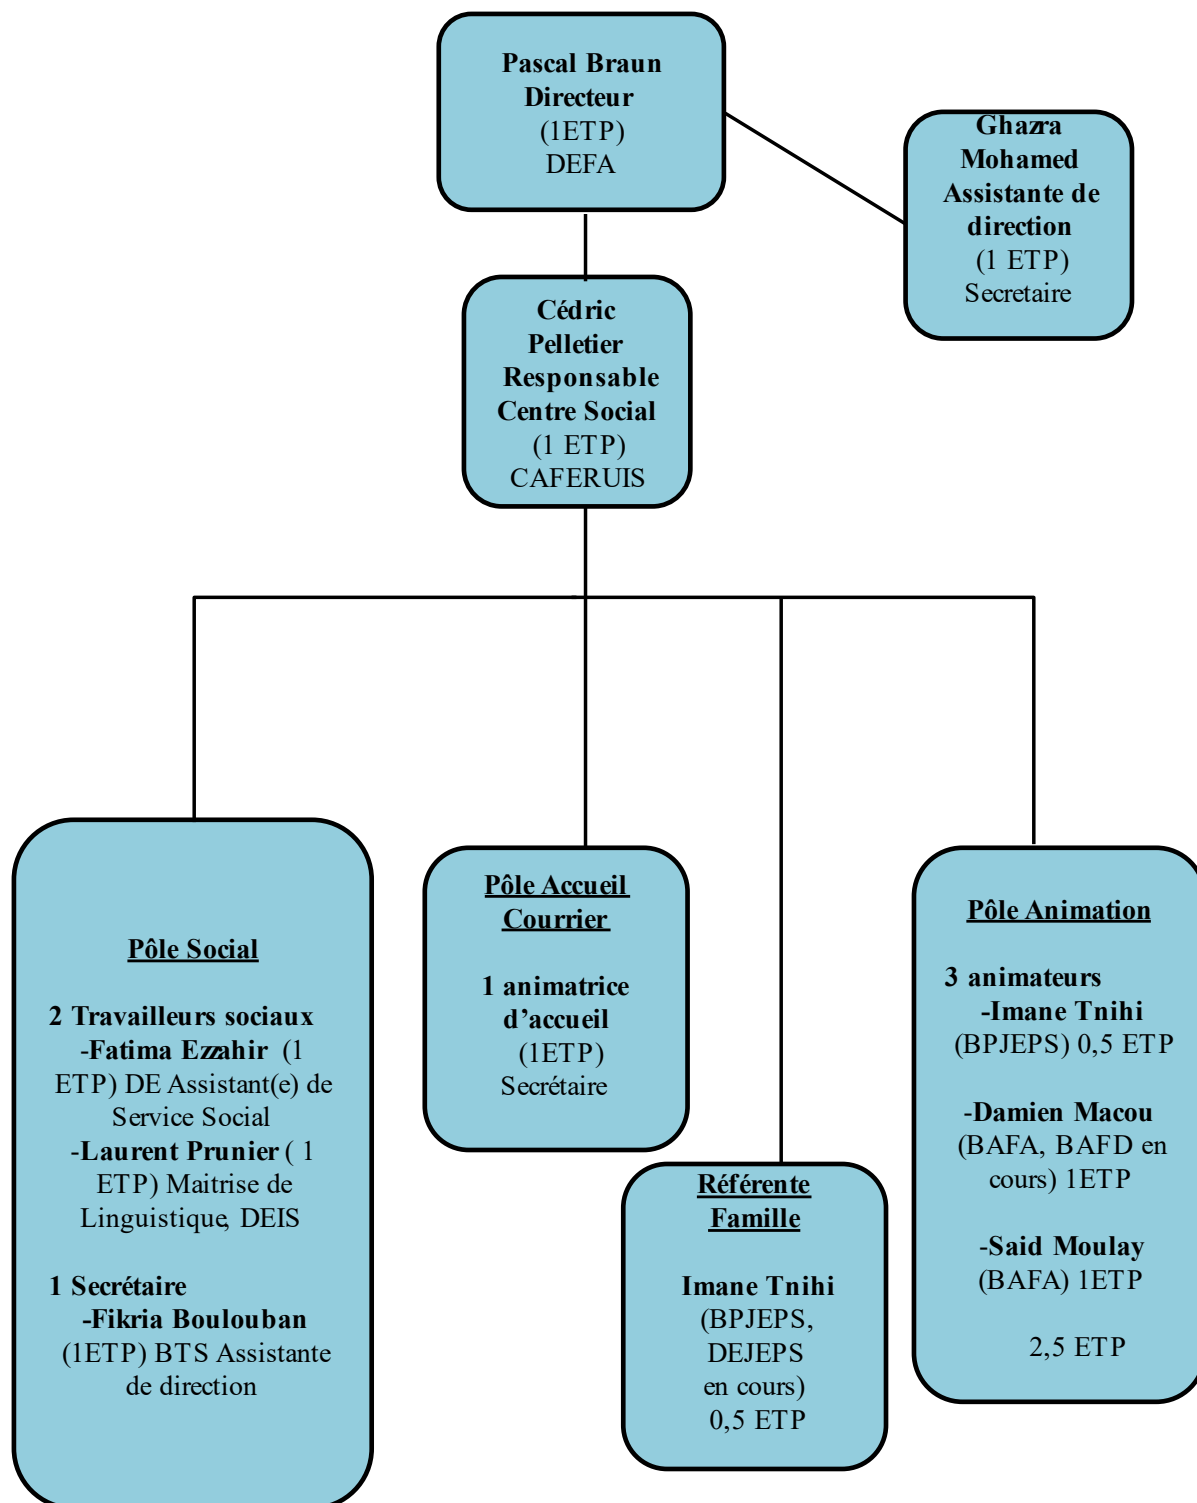 Pascal Braun
Directeur
(1ETP)
DEFA
Ghazra
Mohamed
Assistante de
direction
(1 ETP)
Secretaire
Cédric
Pelletier
Responsable
Centre Social
(1 ETP)
CAFERUIS
Pôle Social
2 Travailleurs sociaux
-Fatima Ezzahir (1
ETP) DE Assistant(e) de
Service Social
-Laurent Prunier ( 1
ETP) Maitrise de
Linguistique, DEIS
1 Secrétaire
-Fikria Boulouban
(1ETP) BTS Assistante
de direction
Pôle Accueil
Courrier
1 animatrice
d’accueil
(1ETP)
Secrétaire
Référente
Famille
Imane Tnihi
(BPJEPS,
DEJEPS
en cours)
0,5 ETP
Pôle Animation
3 animateurs
-Imane Tnihi
(BPJEPS) 0,5 ETP
-Damien Macou
(BAFA, BAFD en
cours) 1ETP
-Said Moulay
(BAFA) 1ETP
2,5 ETP